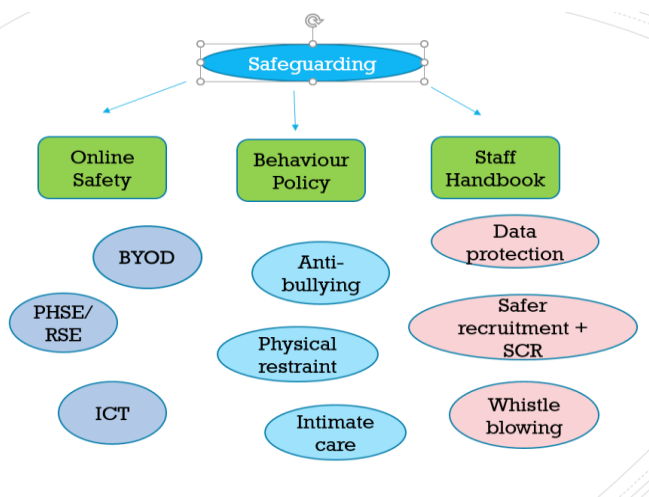 Safeguarding
Online
Safety
Behaviour
Policy
Staff
Handbook
BYOD
PHSE/
RSE
ICT
Anti-
bullying
Physical
restraint
Intimate
care
Data
protection
Safer
recruitment +
SCR
Whistle
blowing